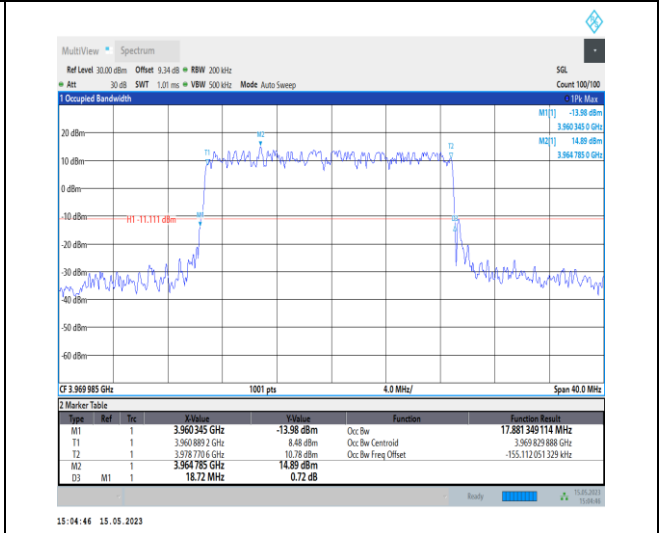 MultiView Spectrum
Ref Level 30.00 dBm Offset 9.34 dB RBW 200 kHz SGL
Att 30 dB SWT 1.01 ms VBW 500 kHz Mode Auto Sweep Count 100/100
1 Occupied Bandwidth 1Pk Max
M1[1] -13.98 dBm
3.960 345 0 GHz
M2[1] 14.89 dBm
3.964 785 0 GHz
20 dBm
M2
T1
T2
10 dBm
0 dBm
-10 dBm
H1 -11.111 dBm
-20 dBm
-30 dBm
-40 dBm
-50 dBm
-60 dBm
CF 3.969 985 GHz 1001 pts 4.0 MHz/ Span 40.0 MHz
2 Marker Table
Type Ref Trc X-Value Y-Value Function Function Result
M1 1 3.960 345 GHz -13.98 dBm Occ Bw 17.881 349 114 MHz
T1 1 3.960 889 2 GHz 8.48 dBm Occ Bw Centroid 3.969 829 888 GHz
T2 1 3.978 770 6 GHz 10.78 dBm Occ Bw Freq Offset -155.112 051 329 kHz
M2 1 3.964 785 GHz 14.89 dBm
D3 M1 1 18.72 MHz 0.72 dB
Ready 15.05.2023
15:04:46
15:04:46 15.05.2023